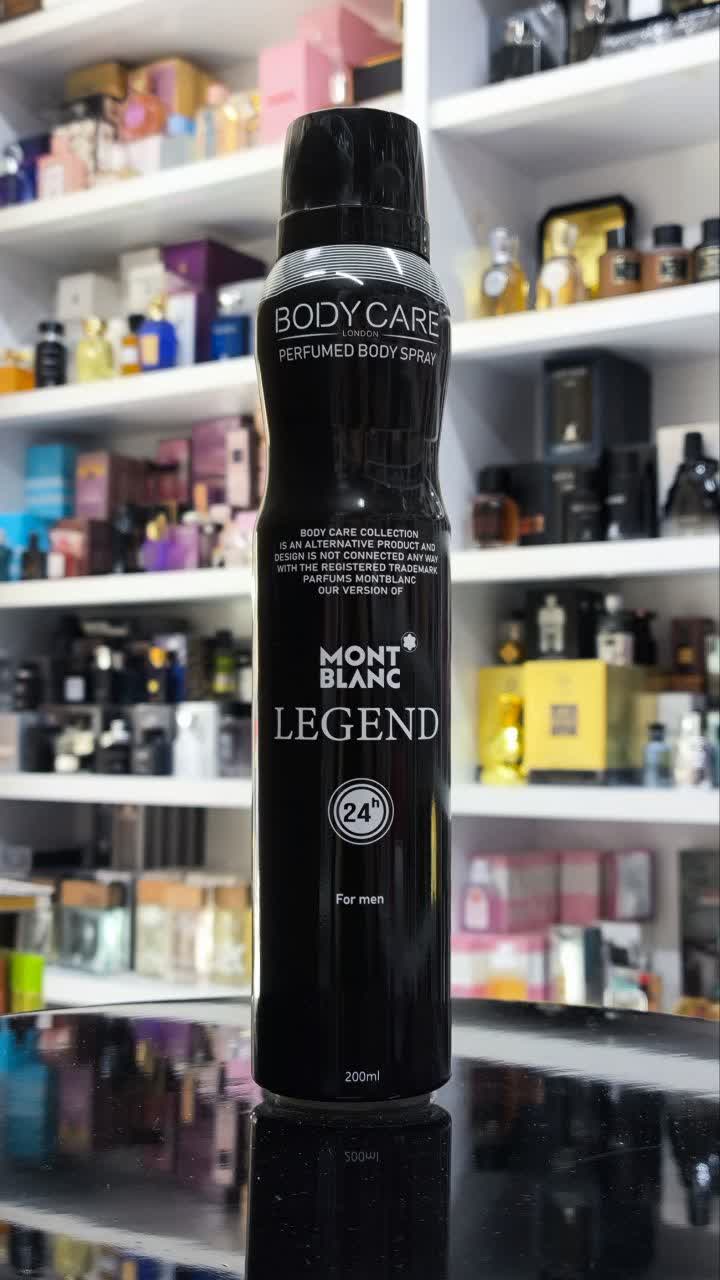 BODY CARE
LONDON
PERFUMED BODY SPRAY
BODY CARE COLLECTION
IS AN ALTERNATIVE PRODUCT AND
DESIGN IS NOT CONNECTED ANY WAY
WITH THE REGISTERED TRADEMARK
PARFUMS MONTBLANC
OUR VERSION OF
MONT
BLANC
LEGEND
24h
For men
200ml